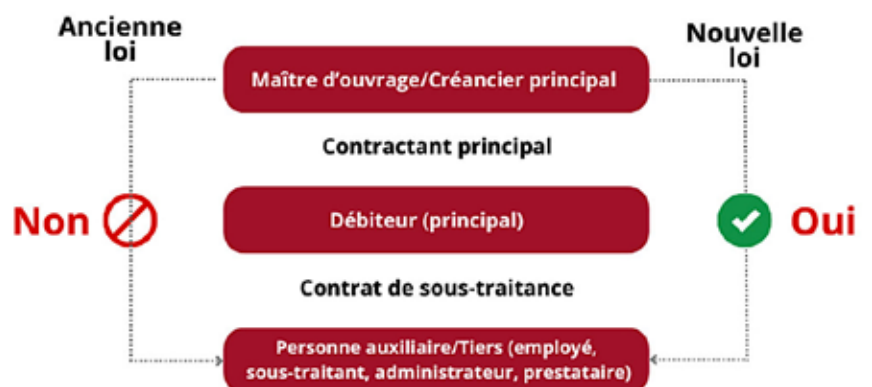 Ancienne
loi
Nouvelle
loi
Maître d'ouvrage/Créancier principal
Contractant principal
Non
Débiteur (principal)
Oui
Contrat de sous-traitance
Personne auxiliaire/Tiers (employé,
sous-traitant, administrateur, prestataire)